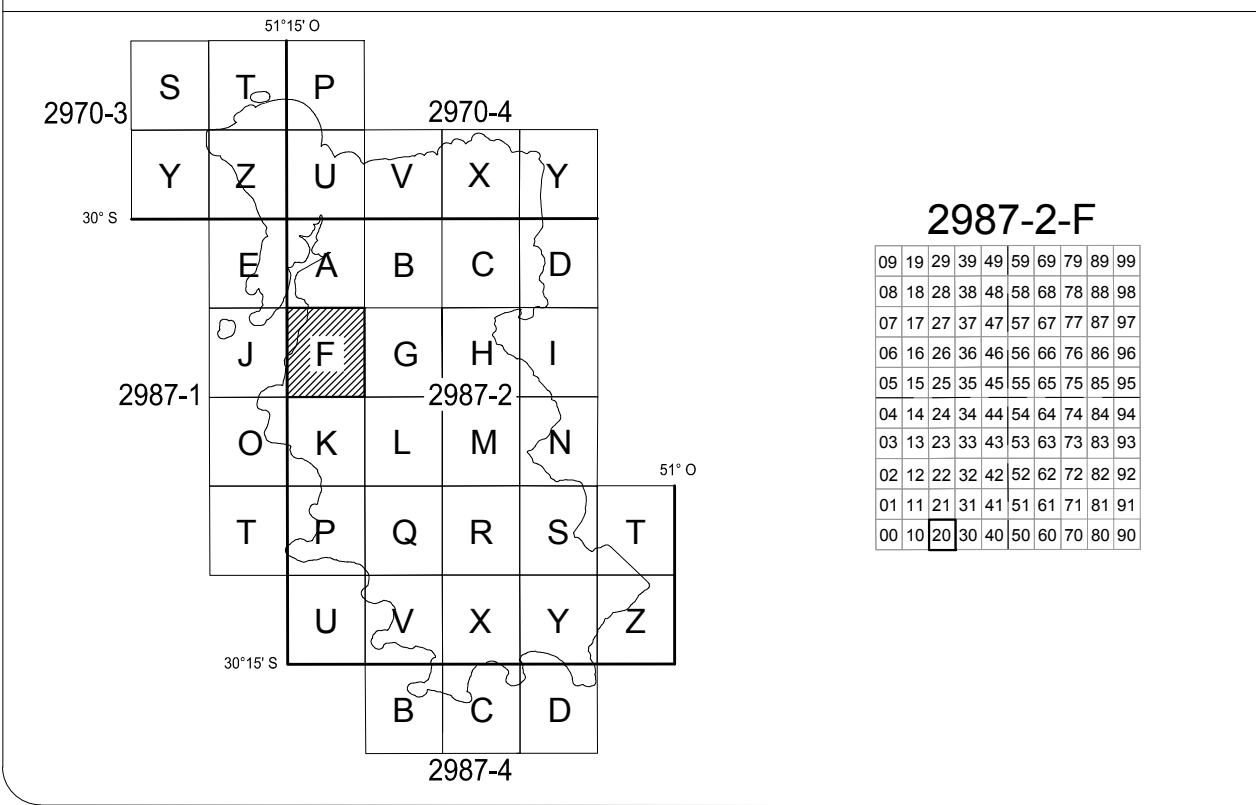 51°15' O
S T P
2970-3 2970-4
Y Z U V X Y
30° S
E A B C D
J F G H I
2987-1 2987-2
O K L M N
51° O
T P Q R S T
U V X Y Z
30°15' S
B C D
2987-4
2987-2-F
09 19 29 39 49 59 69 79 89 99
08 18 28 38 48 58 68 78 88 98
07 17 27 37 47 57 67 77 87 97
06 16 26 36 46 56 66 76 86 96
05 15 25 35 45 55 65 75 85 95
04 14 24 34 44 54 64 74 84 94
03 13 23 33 43 53 63 73 83 93
02 12 22 32 42 52 62 72 82 92
01 11 21 31 41 51 61 71 81 91
00 10 20 30 40 50 60 70 80 90